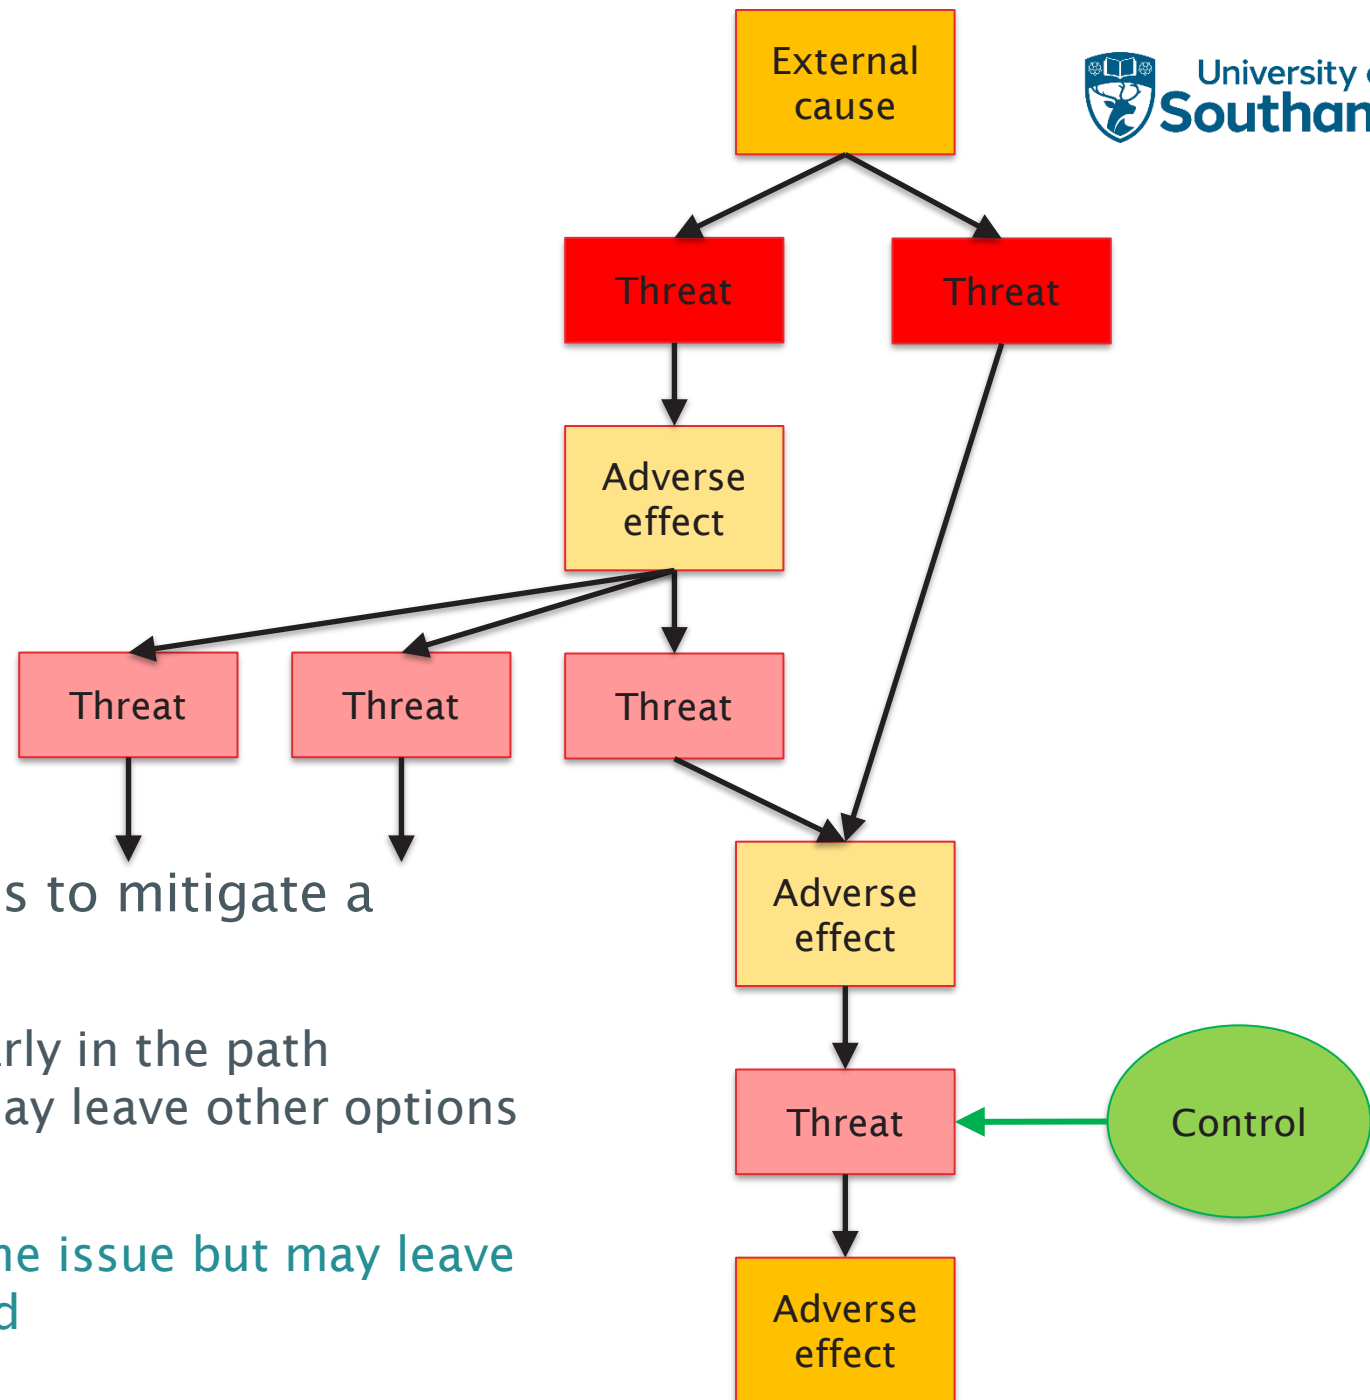 External
cause
University
Southam
Threat
Threat
Adverse
effect
Threat
Threat
Threat
s to mitigate a
Adverse
effect
rly in the path
ay leave other options
Threat
Control
ne issue but may leave
d
Adverse
effect